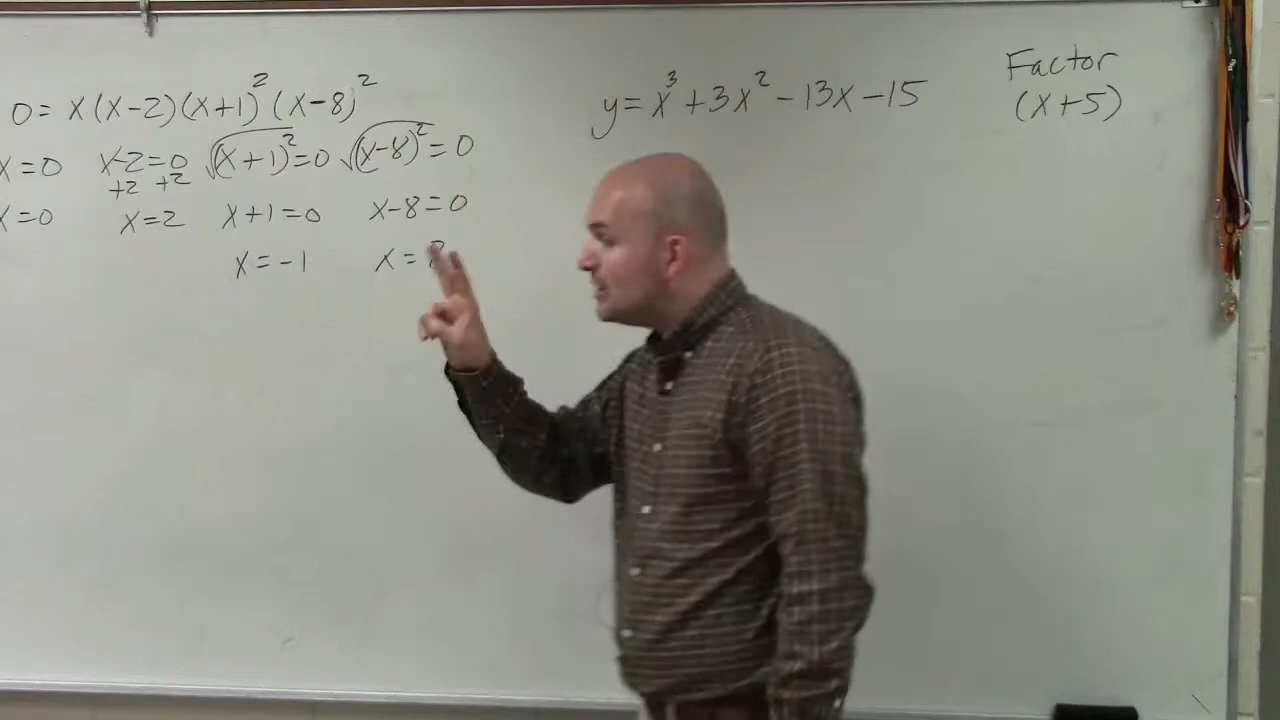 0 = x(x-2)(x+1)² (x-8)²
x=0 x-2=0 √(x+1)²=0 √(x-8)²=0
+2 +2
x=0 x=2 x+1=0 x-8=0
x=-1 x=
y = x³ + 3x² - 13x - 15
Factor
(x+5)